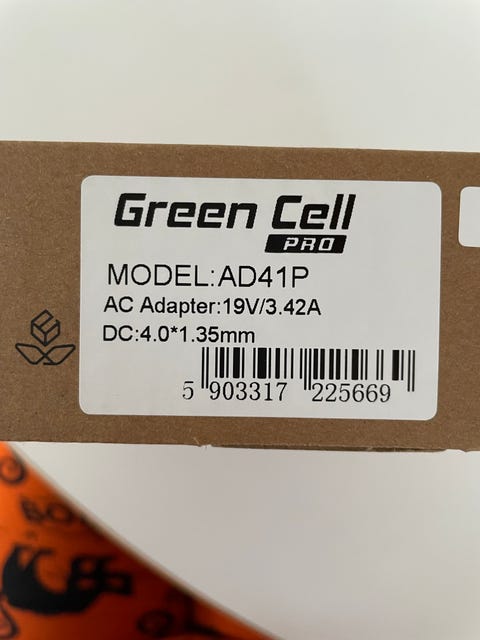 Green Cell
PRO
MODEL:AD41P
AC Adapter:19V/3.42A
DC:4.0*1.35mm
5 903317 225669